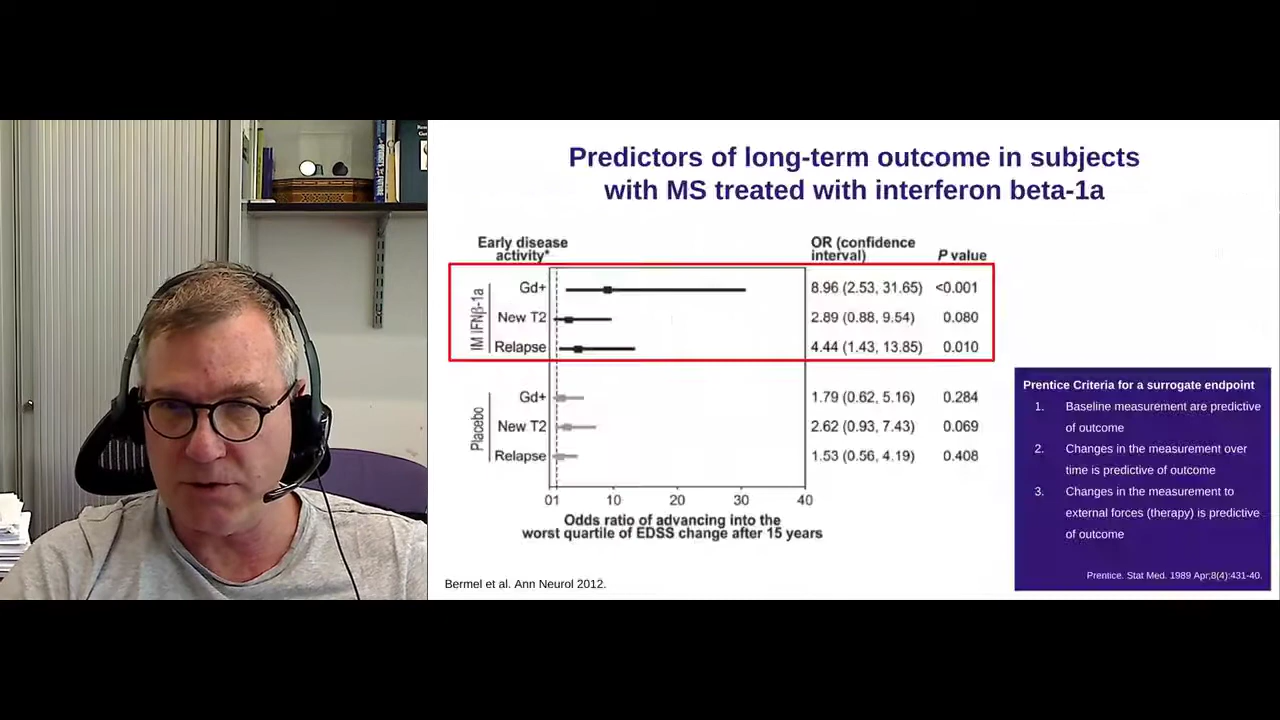 Predictors of long-term outcome in subjects
with MS treated with interferon beta-1a
Early disease
activity*
OR (confidence
interval)
P value
IM IFNβ-1a
Gd+ 8.96 (2.53, 31.65) <0.001
New T2 2.89 (0.88, 9.54) 0.080
Relapse 4.44 (1.43, 13.85) 0.010
Placebo
Gd+ 1.79 (0.62, 5.16) 0.284
New T2 2.62 (0.93, 7.43) 0.069
Relapse 1.53 (0.56, 4.19) 0.408
0 1 10 20 30 40
Odds ratio of advancing into the
worst quartile of EDSS change after 15 years
Bermel et al. Ann Neurol 2012.
Prentice Criteria for a surrogate endpoint
1. Baseline measurement are predictive
of outcome
2. Changes in the measurement over
time is predictive of outcome
3. Changes in the measurement to
external forces (therapy) is predictive
of outcome
Prentice. Stat Med. 1989 Apr;8(4):431-40.